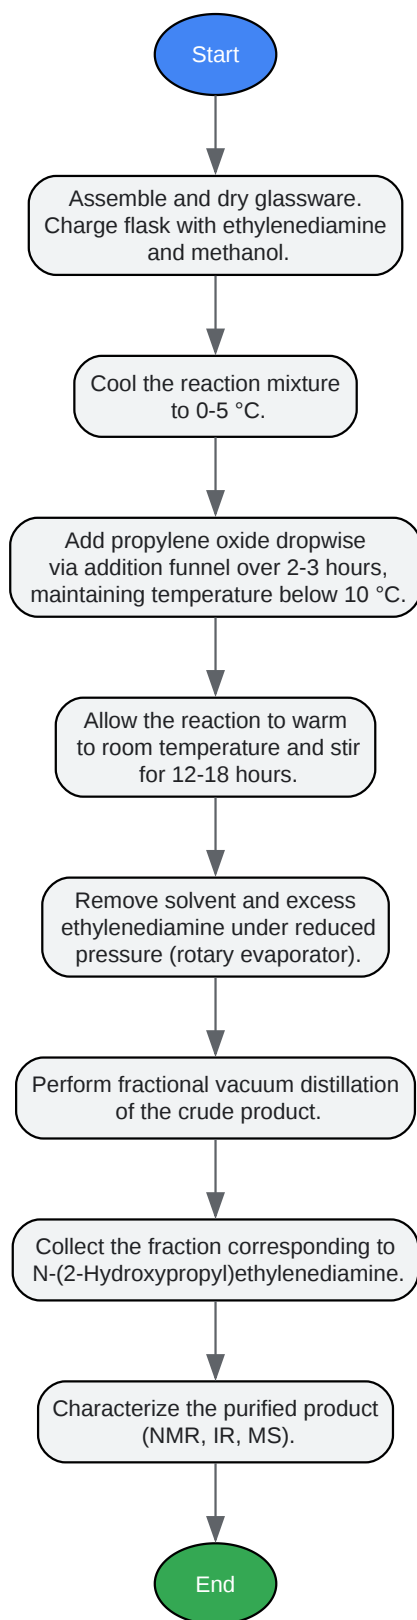 Start
Assemble and dry glassware.
Charge flask with ethylenediamine
and methanol.
Cool the reaction mixture
to 0-5 °C.
Add propylene oxide dropwise
via addition funnel over 2-3 hours,
maintaining temperature below 10 °C.
Allow the reaction to warm
to room temperature and stir
for 12-18 hours.
Remove solvent and excess
ethylenediamine under reduced
pressure (rotary evaporator).
Perform fractional vacuum distillation
of the crude product.
Collect the fraction corresponding to
N-(2-Hydroxypropyl)ethylenediamine.
Characterize the purified product
(NMR, IR, MS).
End